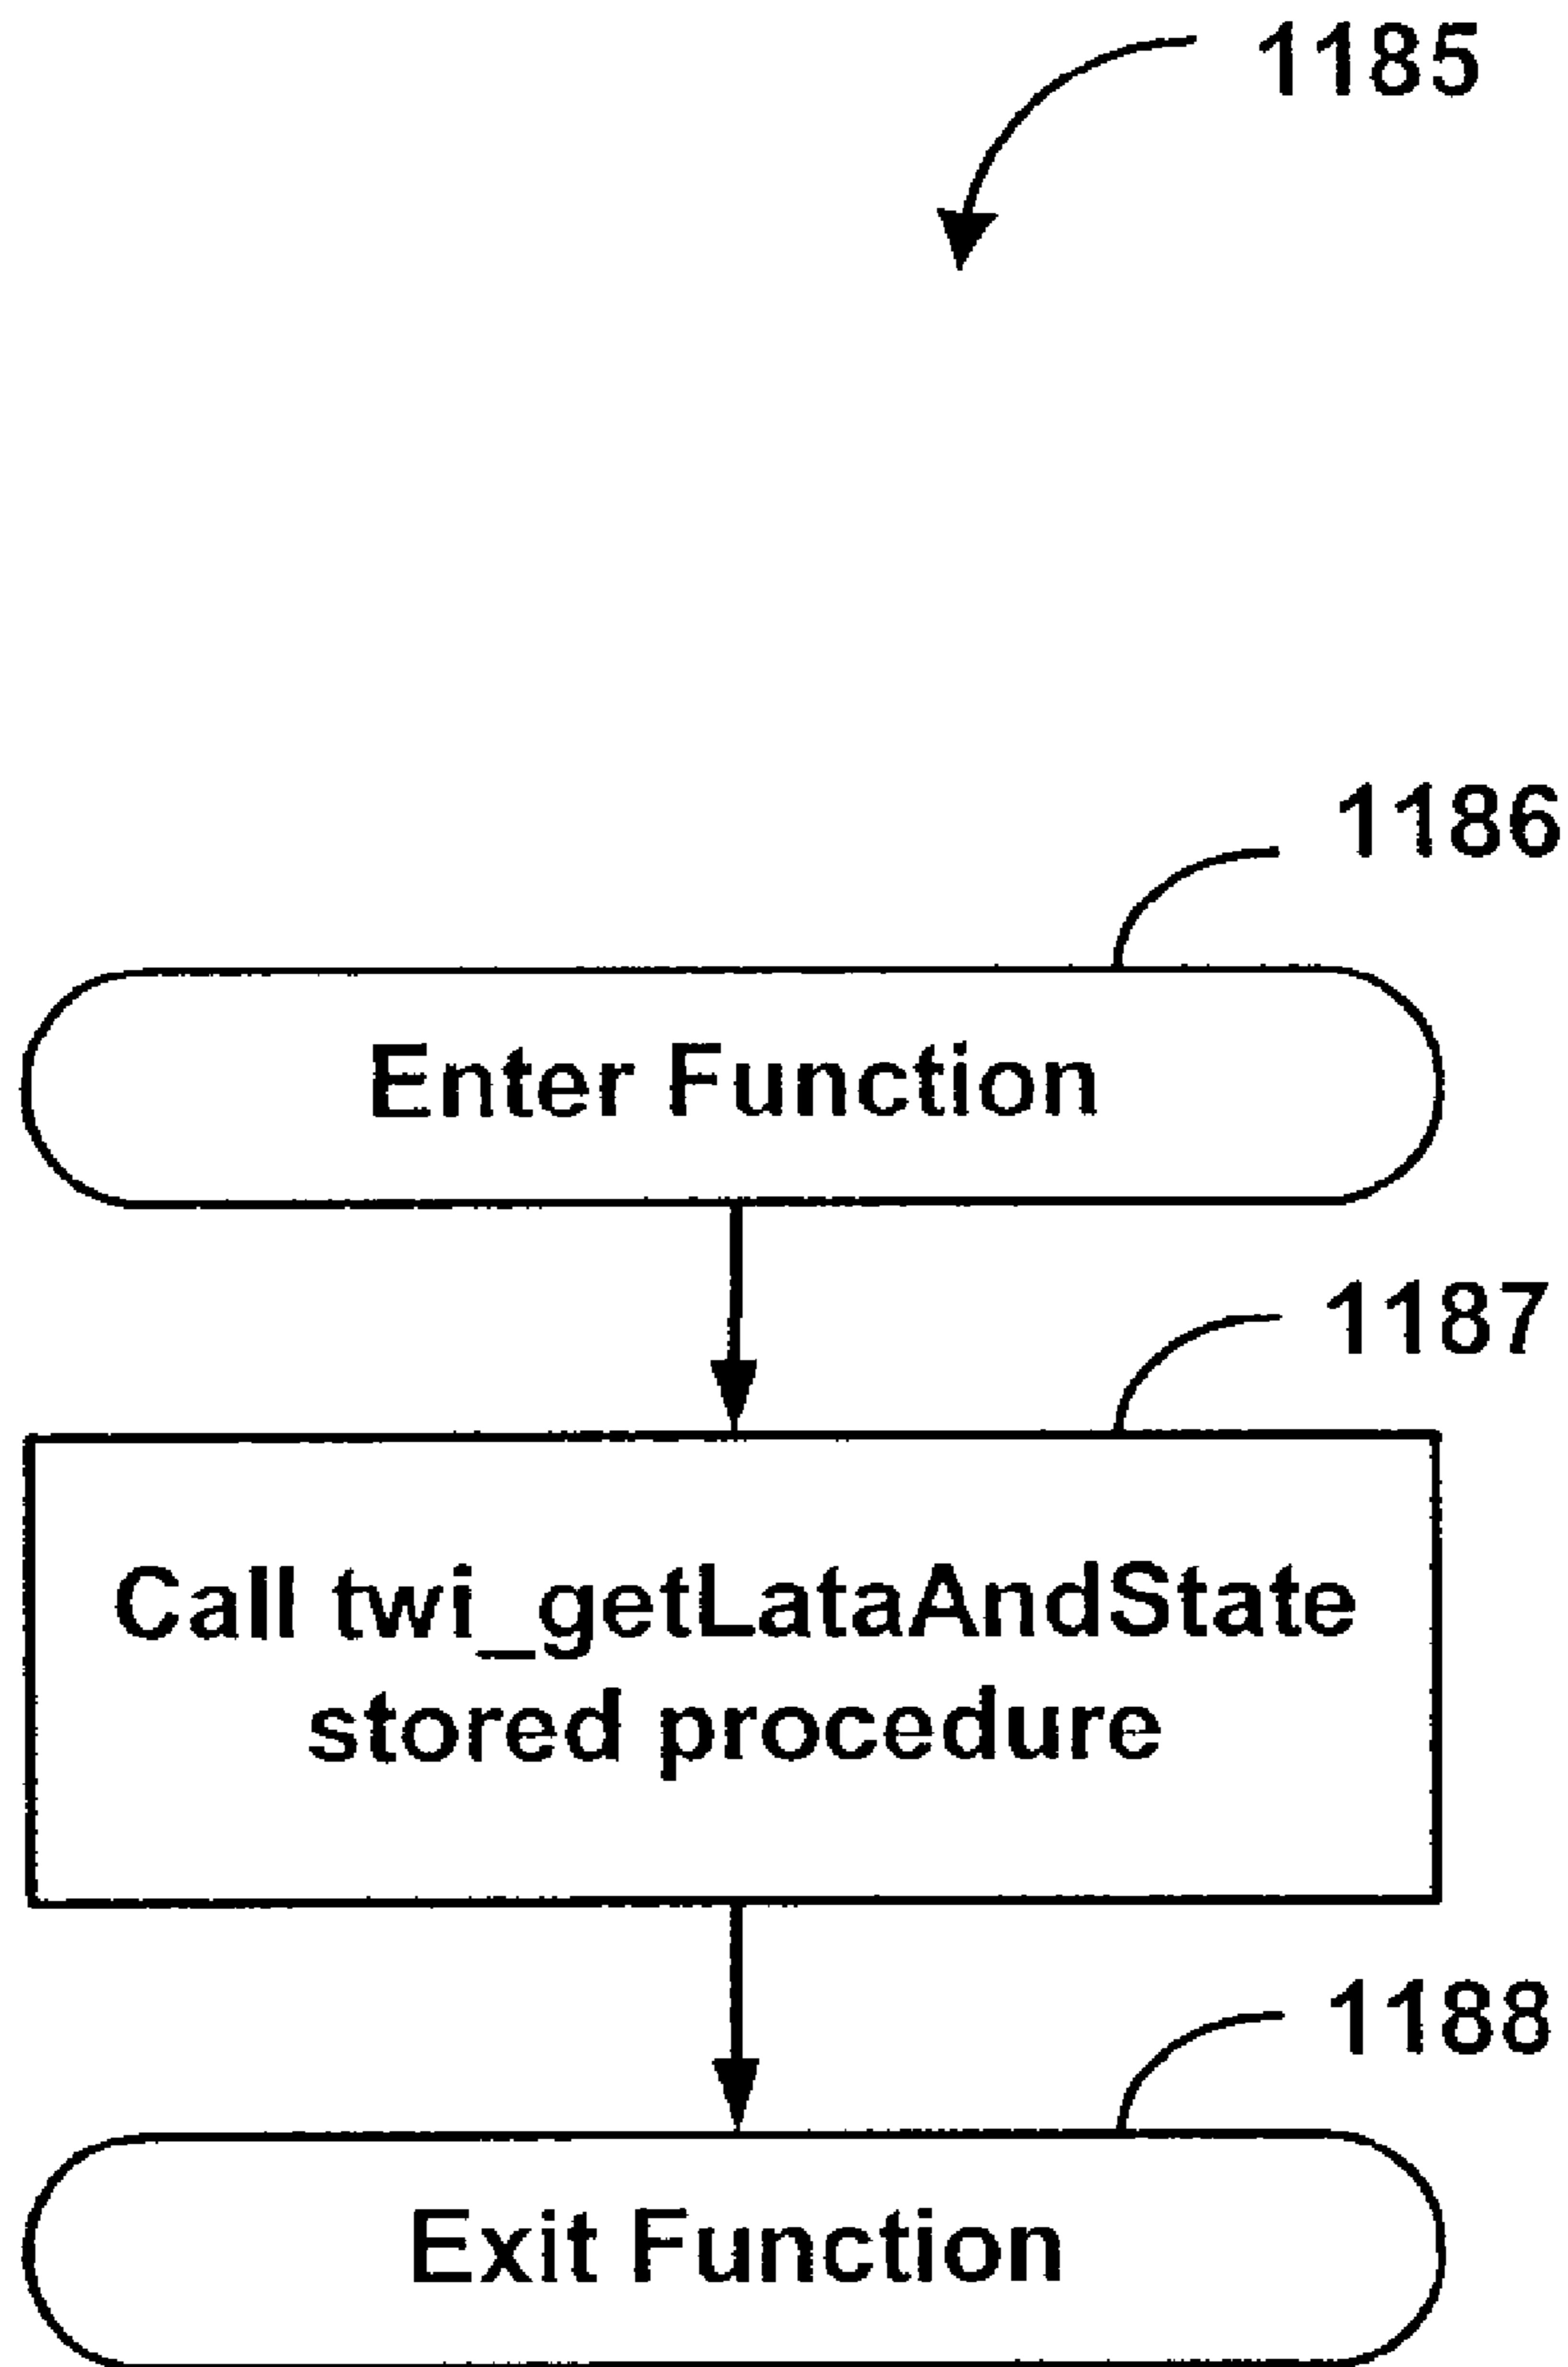 1185
1186
Enter Function
1187
Call twi_getLataAndState
stored procedure
1188
Exit Function